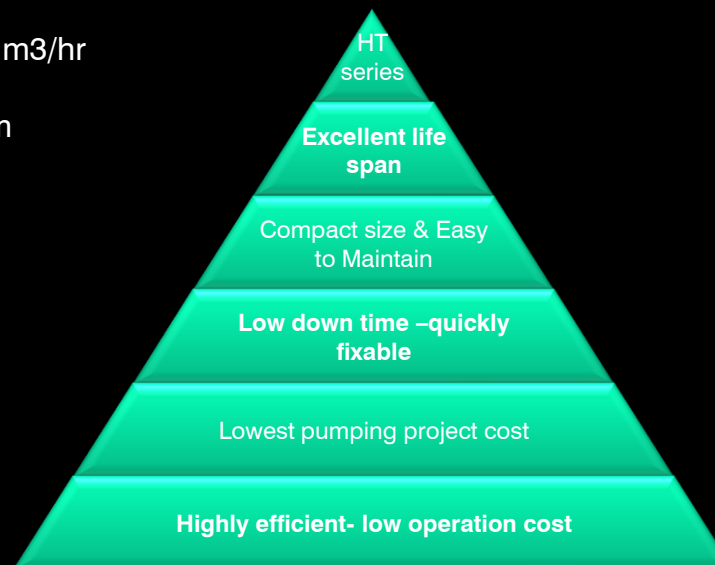 m3/hr
HT
series
Excellent life
span
Compact size & Easy
to Maintain
Low down time –quickly
fixable
Lowest pumping project cost
Highly efficient- low operation cost